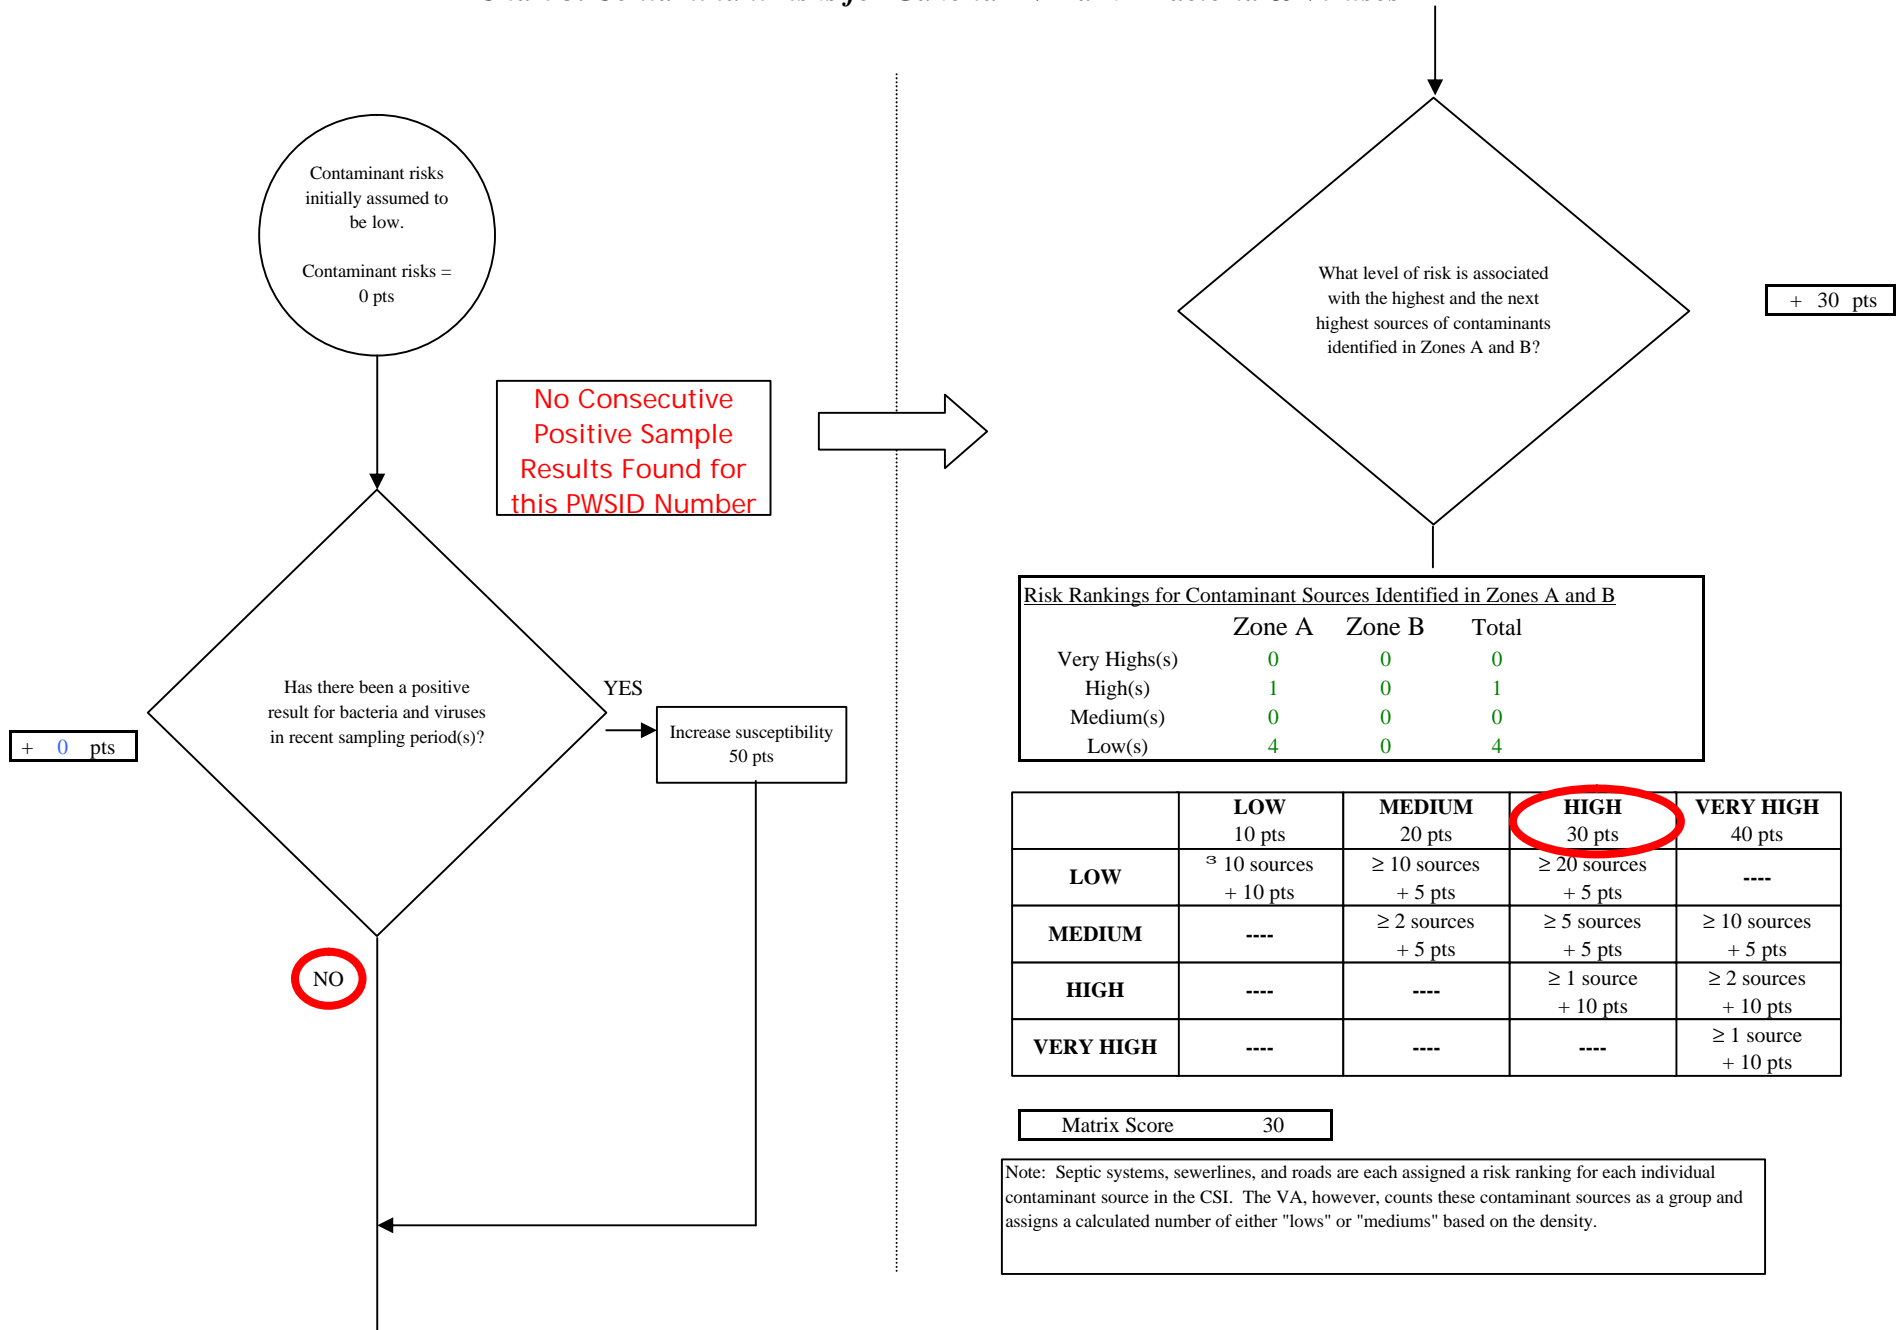 Contaminant risks
initially assumed to
be low.
Contaminant risks =
0 pts
No Consecutive
Positive Sample
Results Found for
this PWSID Number
Has there been a positive
result for bacteria and viruses
in recent sampling period(s)?
+ 0 pts
YES
Increase susceptibility
50 pts
NO
What level of risk is associated
with the highest and the next
highest sources of contaminants
identified in Zones A and B?
+ 30 pts
Risk Rankings for Contaminant Sources Identified in Zones A and B
Zone A Zone B Total
Very Highs(s) 0 0 0
High(s) 1 0 1
Medium(s) 0 0 0
Low(s) 4 0 4
LOW MEDIUM HIGH VERY HIGH
10 pts 20 pts 30 pts 40 pts
LOW ³ 10 sources ≥ 10 sources ≥ 20 sources ----
+ 10 pts + 5 pts + 5 pts
MEDIUM ---- ≥ 2 sources ≥ 5 sources ≥ 10 sources
+ 5 pts + 5 pts + 5 pts
HIGH ---- ---- ≥ 1 source ≥ 2 sources
+ 10 pts + 10 pts
VERY HIGH ---- ---- ---- ≥ 1 source
+ 10 pts
Matrix Score 30
Note: Septic systems, sewerlines, and roads are each assigned a risk ranking for each individual
contaminant source in the CSI. The VA, however, counts these contaminant sources as a group and
assigns a calculated number of either "lows" or "mediums" based on the density.